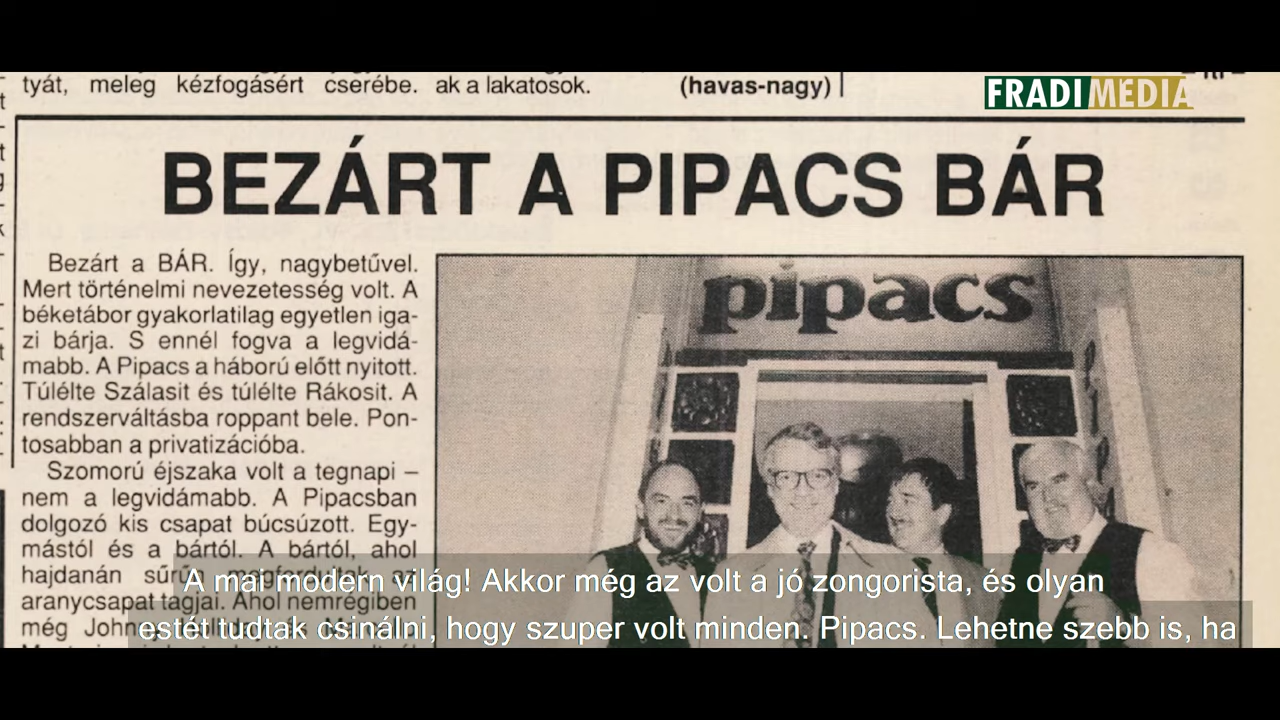 tyát, meleg kézfogásért cserébe. ak a lakatosok.
(havas-nagy)
FRADIMÉDIA
BEZÁRT A PIPACS BÁR
Bezárt a BÁR. Így, nagybetűvel.
Mert történelmi nevezetesség volt. A
béketábor gyakorlatilag egyetlen iga-
zi bárja. S ennél fogva a legvidá-
mabb. A Pipacs a háború előtt nyitott.
Túlélte Szálasit és túlélte Rákosit. A
rendszerváltásba roppant bele. Pon-
tosabban a privatizációba.
Szomorú éjszaka volt a tegnapi –
nem a legvidámabb. A Pipacsban
dolgozó kis csapat búcsúzott. Egy-
mástól és a bártól. A bártól, ahol
hajdanán
aranycsapat tagjai. Ahol nemrégiben
még
pipacs
A mai modern világ! Akkor még az volt a jó zongorista, és olyan
estét tudtak csinálni, hogy szuper volt minden. Pipacs. Lehetne szebb is, ha